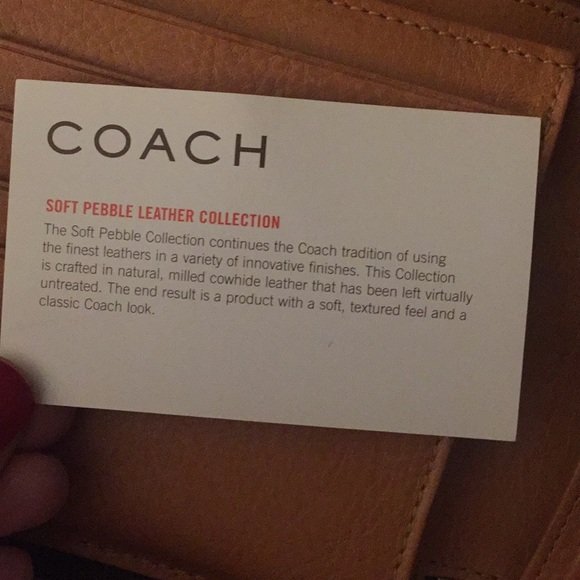 COACH
SOFT PEBBLE LEATHER COLLECTION
The Soft Pebble Collection continues the Coach tradition of using
the finest leathers in a variety of innovative finishes. This Collection
is crafted in natural, milled cowhide leather that has been left virtually
untreated. The end result is a product with a soft, textured feel and a
classic Coach look.